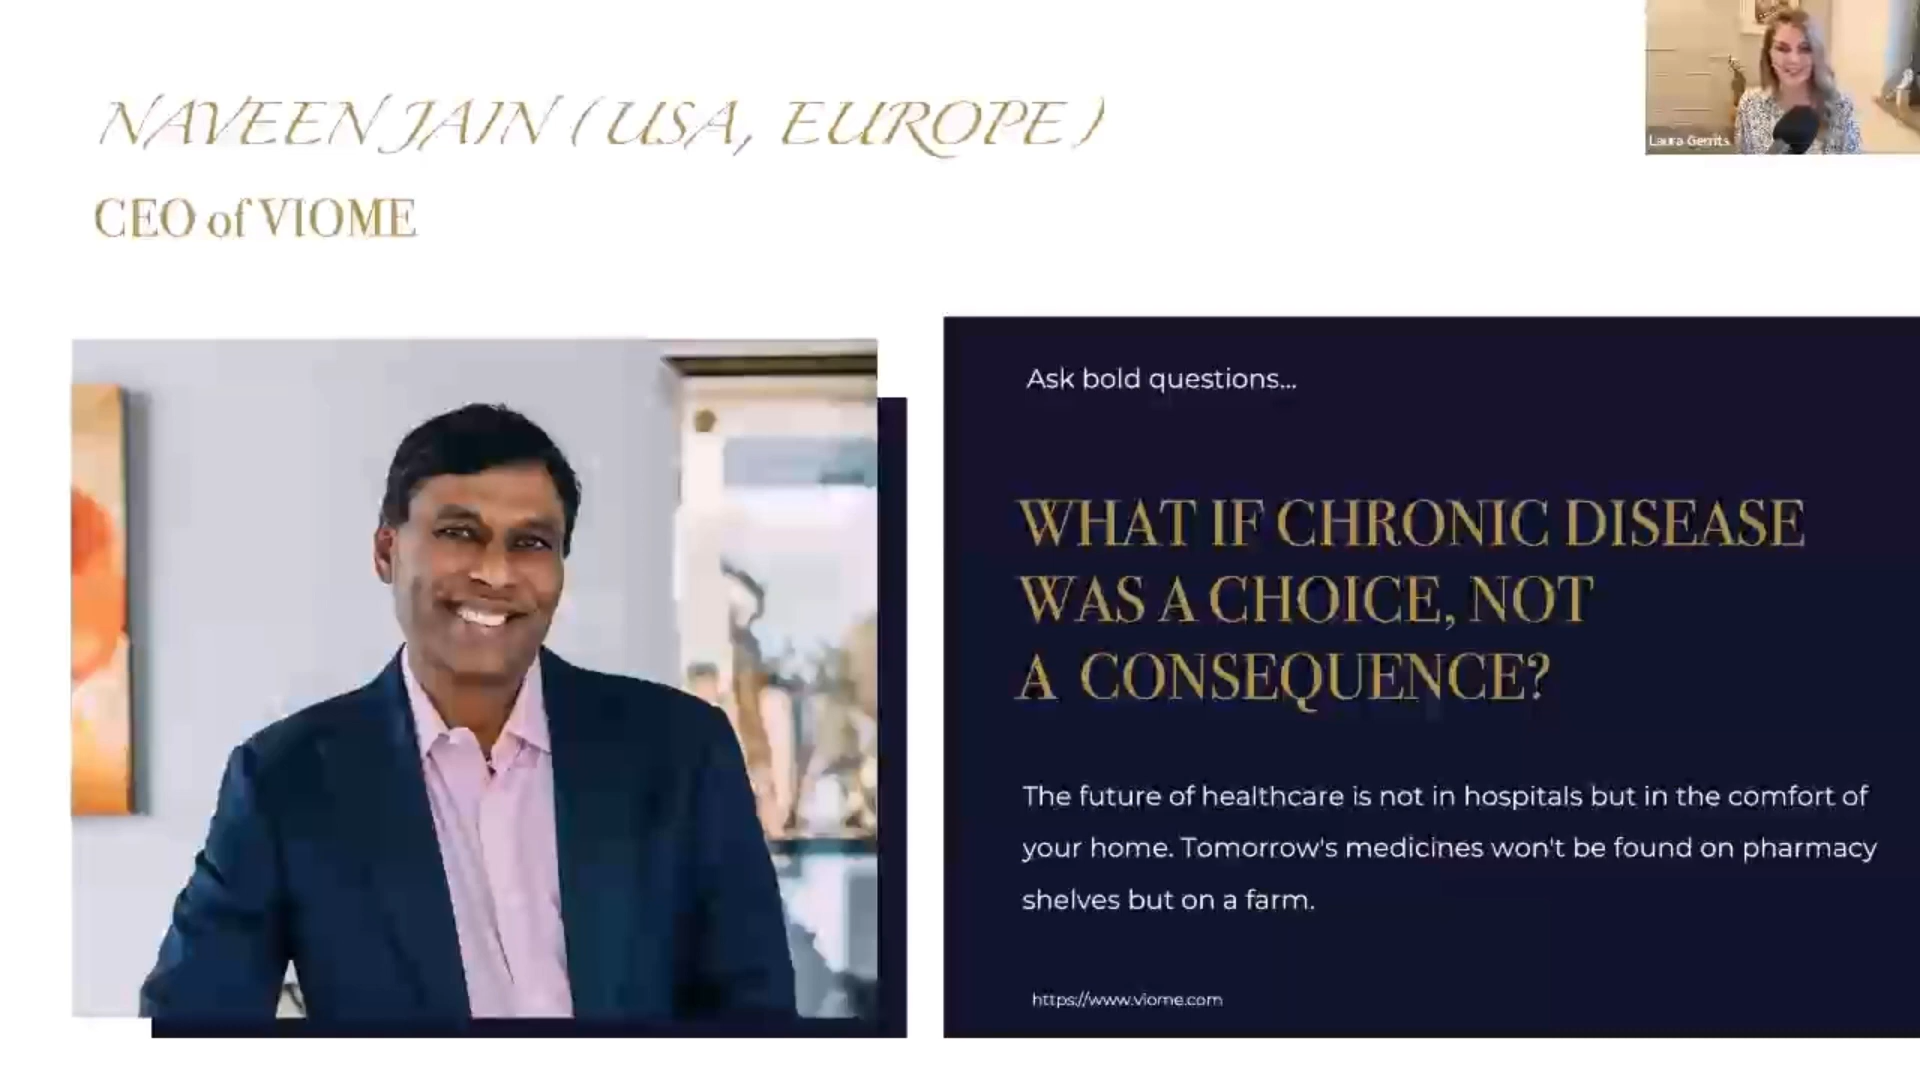 NAVEEN JAIN (USA, EUROPE)
CEO of VIOME
Laura Gerrits
Ask bold questions...
WHAT IF CHRONIC DISEASE
WAS A CHOICE, NOT
A CONSEQUENCE?
The future of healthcare is not in hospitals but in the comfort of
your home. Tomorrow's medicines won't be found on pharmacy
shelves but on a farm.
https://www.viome.com